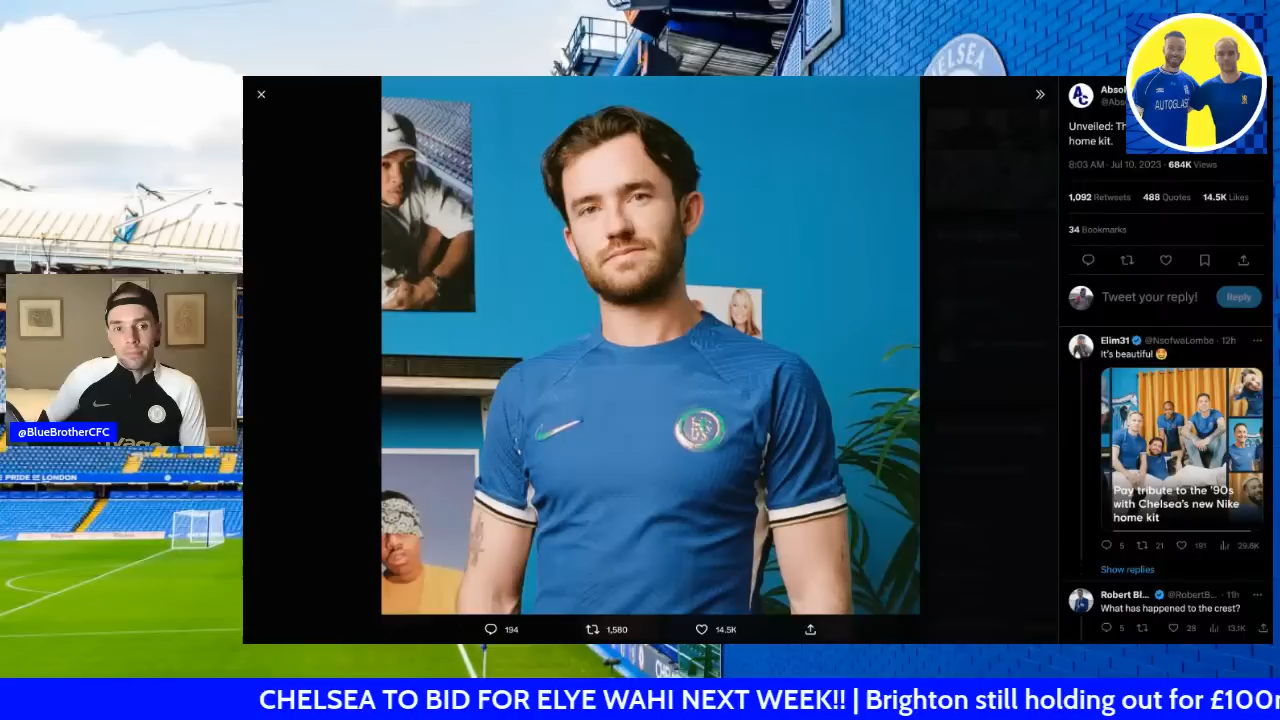 ELSEA
AUTOGLASS
Absol
@Abso
Unveiled: Th
home kit.
8:03 AM · Jul 10, 2023 · 684K Views
1,092 Retweets 488 Quotes 14.5K Likes
34 Bookmarks
Tweet your reply!
Reply
Elim31 @NsofwaLombe · 12h
It's beautiful 🤩
Pay tribute to the '90s
with Chelsea's new Nike
home kit
5 21 191 29.6K
Show replies
Robert Bl... @RobertB... · 11h
What has happened to the crest?
5 28 13.1K
194 1,580 14.5K
@BlueBrotherCFC
E PRIDE OF LONDON
CHELSEA TO BID FOR ELYE WAHI NEXT WEEK!! | Brighton still holding out for £100m